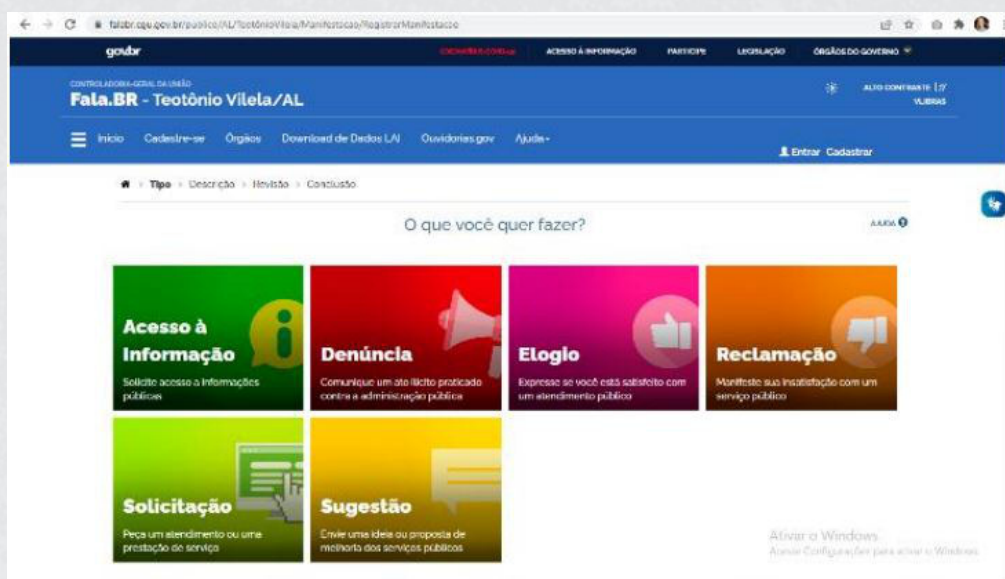 falabr.cgu.gov.br/publico/AL/TeotônioVilela/Manifestacao/RegistrarManifestacao
govbr
ACESSO À INFORMAÇÃO PARTICIPE LEGISLAÇÃO ÓRGÃOS DO GOVERNO
CONTROLADORIA-GERAL DA UNIÃO
Fala.BR - Teotônio Vilela/AL
ALTO CONTRASTE
VLIBRAS
Início Cadastre-se Órgãos Download de Dados LAI Ouvidorias.gov Ajuda
Entrar Cadastrar
Tipo > Descrição > Revisão > Conclusão
O que você quer fazer?
AJUDA
Acesso à
Informação
Solicite acesso a informações
públicas
Denúncia
Comunique um ato ilícito praticado
contra a administração pública
Elogio
Expresse se você está satisfeito com
um atendimento público
Reclamação
Manifeste sua insatisfação com um
serviço público
Solicitação
Peça um atendimento ou uma
prestação de serviço
Sugestão
Envie uma ideia ou proposta de
melhoria dos serviços públicos
Ativar o Windows
Acesse Configurações para ativar o Windows.